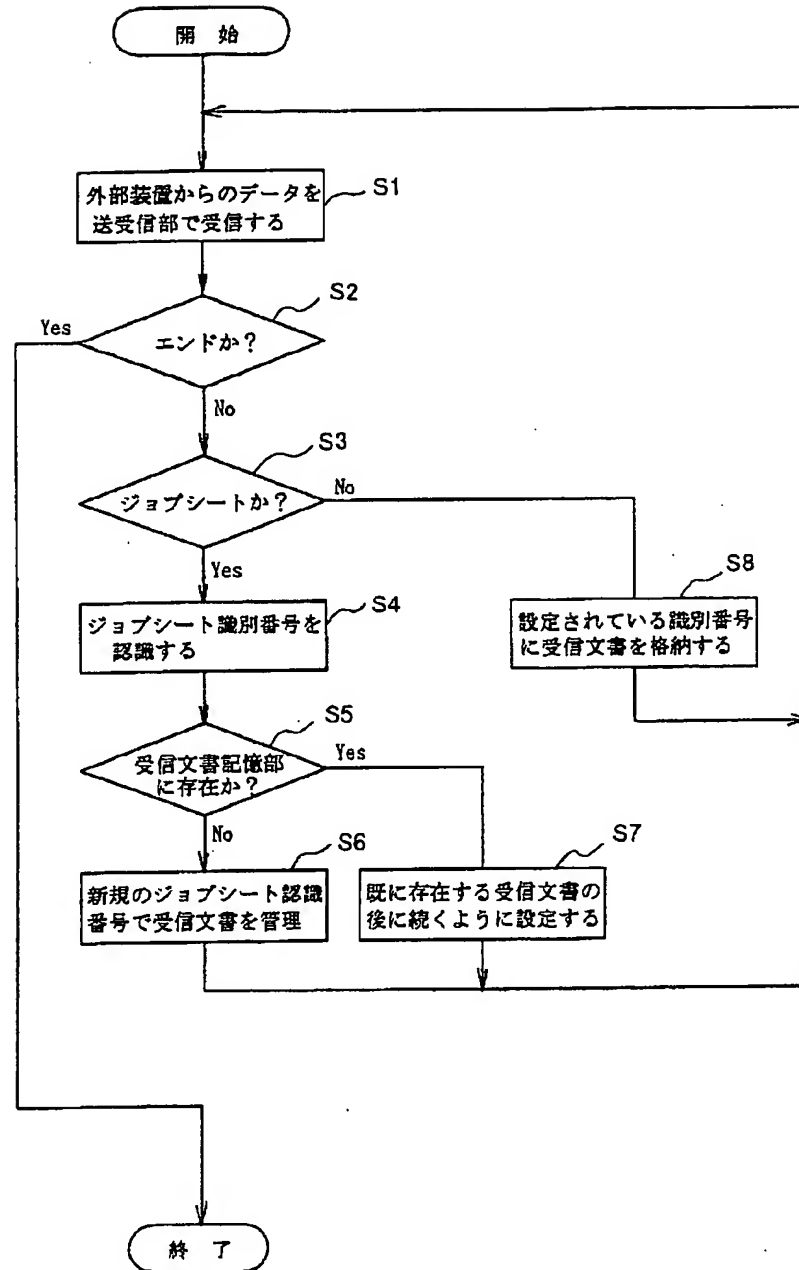 開 始
外部装置からのデータを
送受信部で受信する
S1
S2
Yes
エンドか？
No
S3
ジョブシートか？
No
Yes
S4
ジョブシート識別番号を
認識する
S8
設定されている識別番号
に受信文書を格納する
S5
受信文書記憶部
に存在か？
Yes
No
S6
新規のジョブシート認識
番号で受信文書を管理
S7
既に存在する受信文書の
後に続くように設定する
終 了